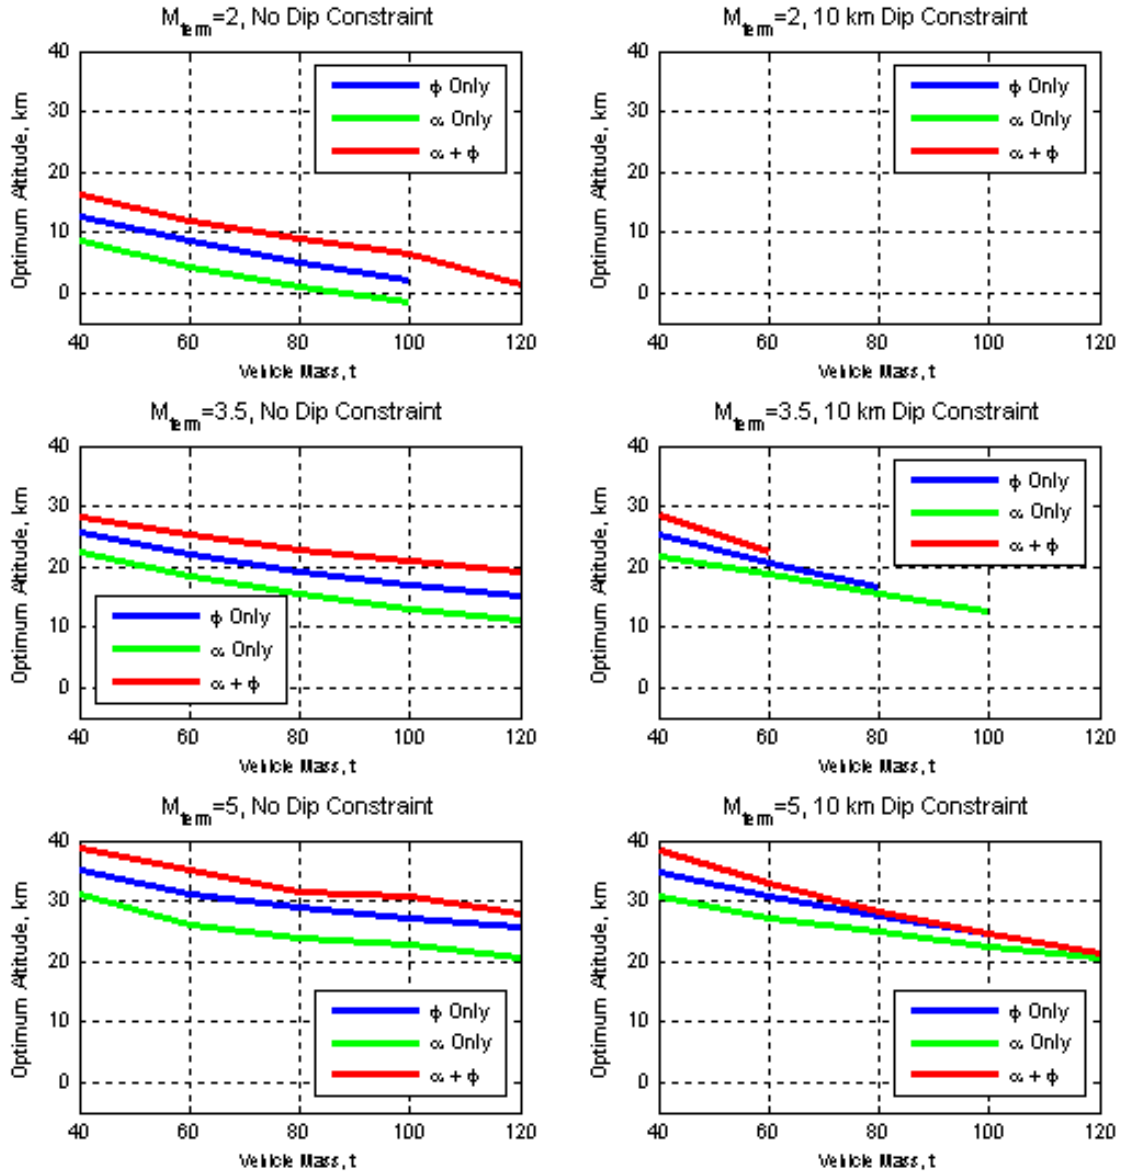 M_term=2, No Dip Constraint
40
30
20
10
0
Optimum Altitude, km
ϕ Only
α Only
α + ϕ
40 60 80 100 120
Vehicle Mass, t
M_term=2, 10 km Dip Constraint
40
30
20
10
0
Optimum Altitude, km
ϕ Only
α Only
α + ϕ
40 60 80 100 120
Vehicle Mass, t
M_term=3.5, No Dip Constraint
40
30
20
10
0
Optimum Altitude, km
ϕ Only
α Only
α + ϕ
40 60 80 100 120
Vehicle Mass, t
M_term=3.5, 10 km Dip Constraint
40
30
20
10
0
Optimum Altitude, km
ϕ Only
α Only
α + ϕ
40 60 80 100 120
Vehicle Mass, t
M_term=5, No Dip Constraint
40
30
20
10
0
Optimum Altitude, km
ϕ Only
α Only
α + ϕ
40 60 80 100 120
Vehicle Mass, t
M_term=5, 10 km Dip Constraint
40
30
20
10
0
Optimum Altitude, km
ϕ Only
α Only
α + ϕ
40 60 80 100 120
Vehicle Mass, t